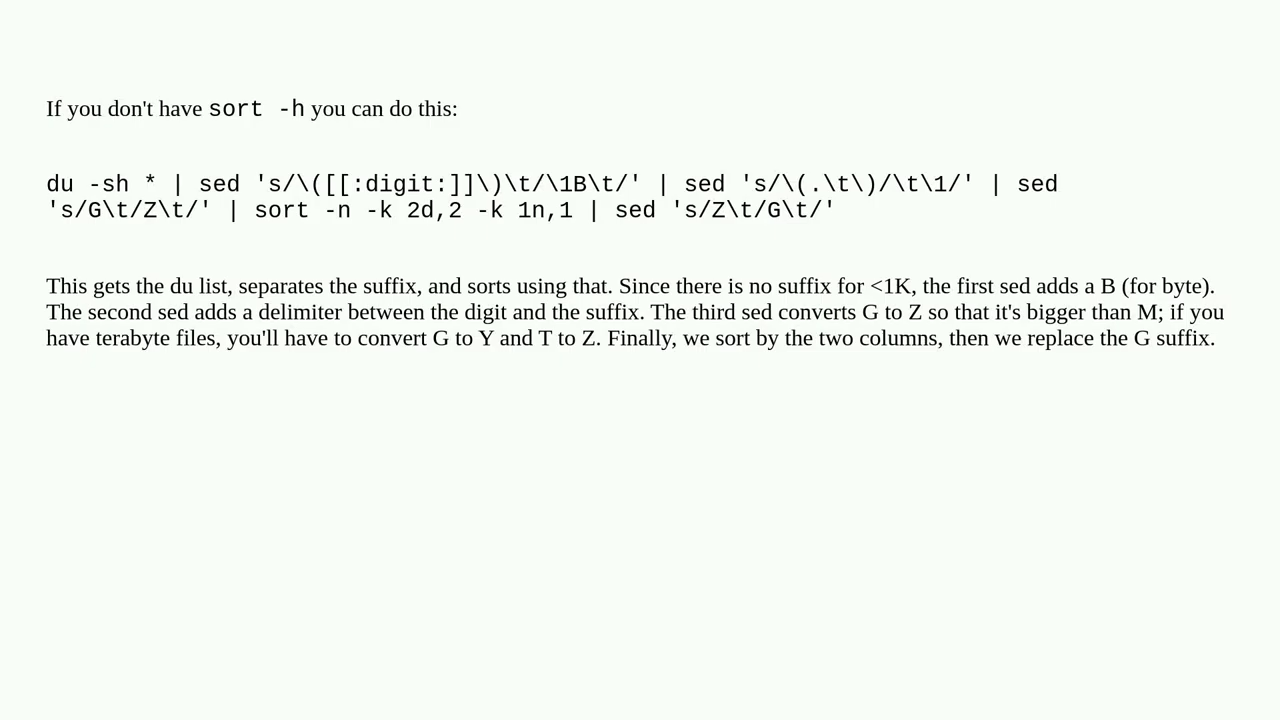 If you don't have sort -h you can do this:
du -sh * | sed 's/\([[:digit:]]\)\t/\1B\t/' | sed 's/\(.\t\)/\t\1/' | sed
's/G\t/Z\t/' | sort -n -k 2d,2 -k 1n,1 | sed 's/Z\t/G\t/'
This gets the du list, separates the suffix, and sorts using that. Since there is no suffix for <1K, the first sed adds a B (for byte).
The second sed adds a delimiter between the digit and the suffix. The third sed converts G to Z so that it's bigger than M; if you
have terabyte files, you'll have to convert G to Y and T to Z. Finally, we sort by the two columns, then we replace the G suffix.